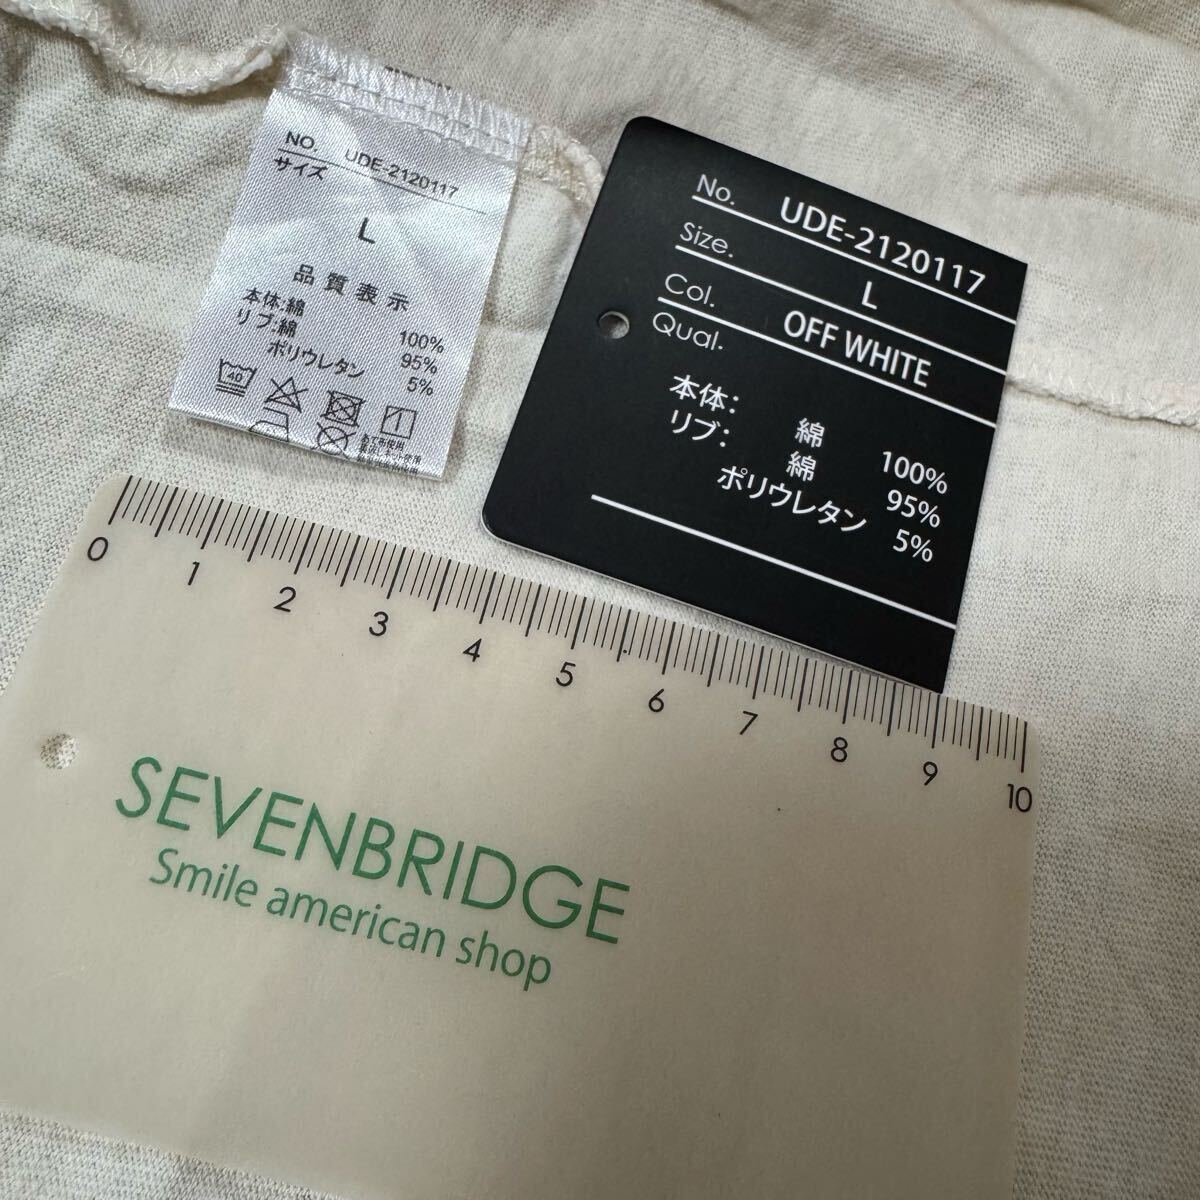 NO. UDE-2120117
サイズ
L
品質表示
本体:綿 100%
リブ:綿 95%
ポリウレタン 5%
40
No. UDE-2120117
Size. L
Col. OFF WHITE
Qual.
本体: 綿 100%
リブ: 綿 95%
ポリウレタン 5%
0 1 2 3 4 5 6 7 8 9 10
SEVENBRIDGE
Smile american shop